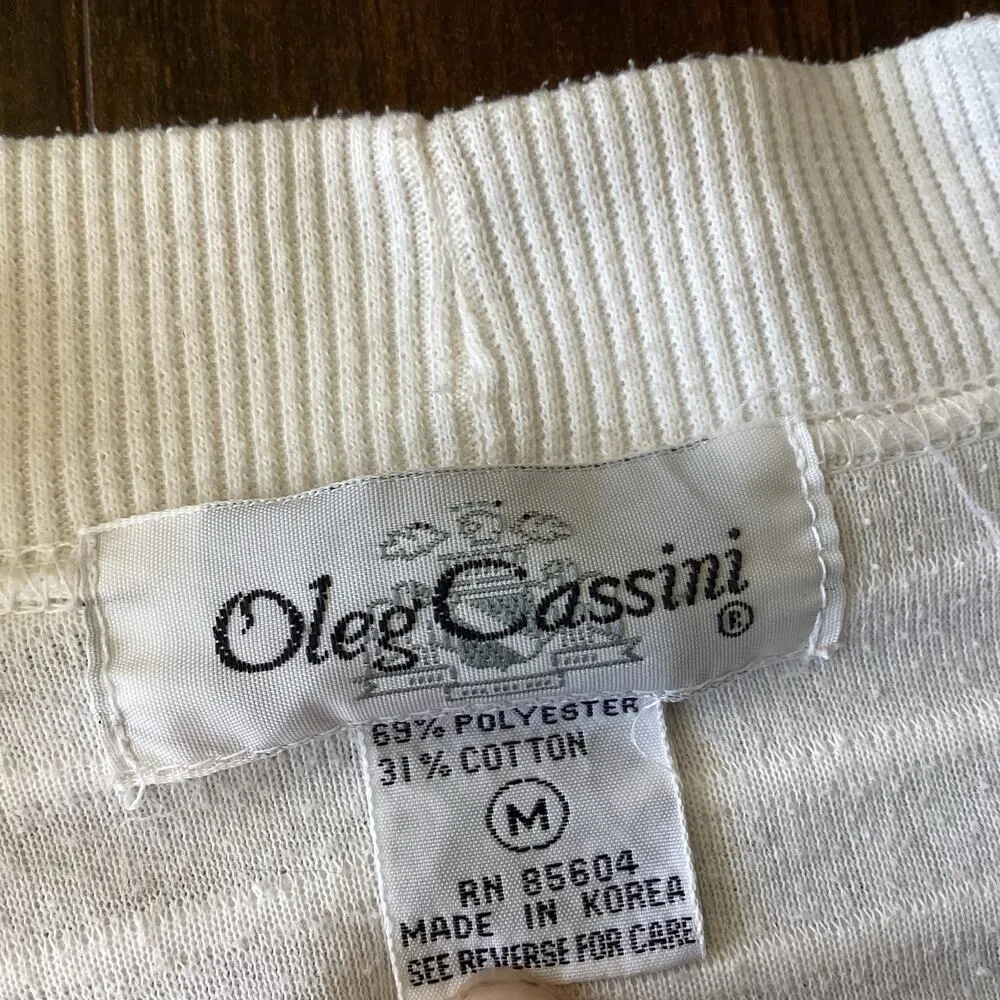 Oleg Cassini ®
69% POLYESTER
31% COTTON
M
RN 85604
MADE IN KOREA
SEE REVERSE FOR CARE